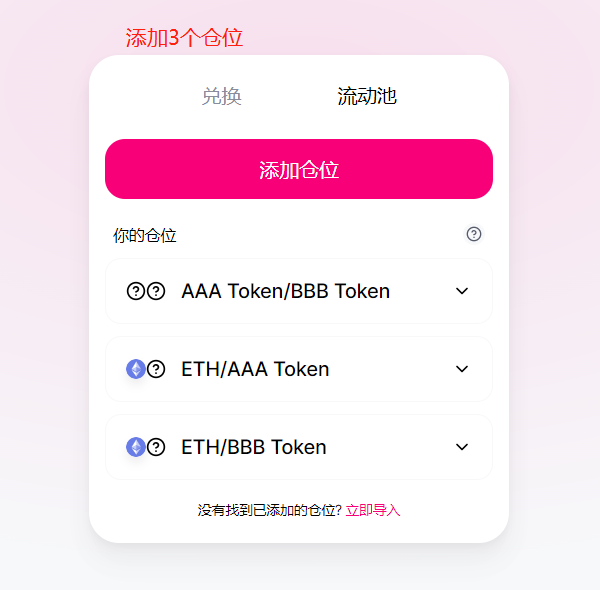 添加3个仓位
兑换 流动池
添加仓位
你的仓位
AAA Token/BBB Token
ETH/AAA Token
ETH/BBB Token
没有找到已添加的仓位? 立即导入